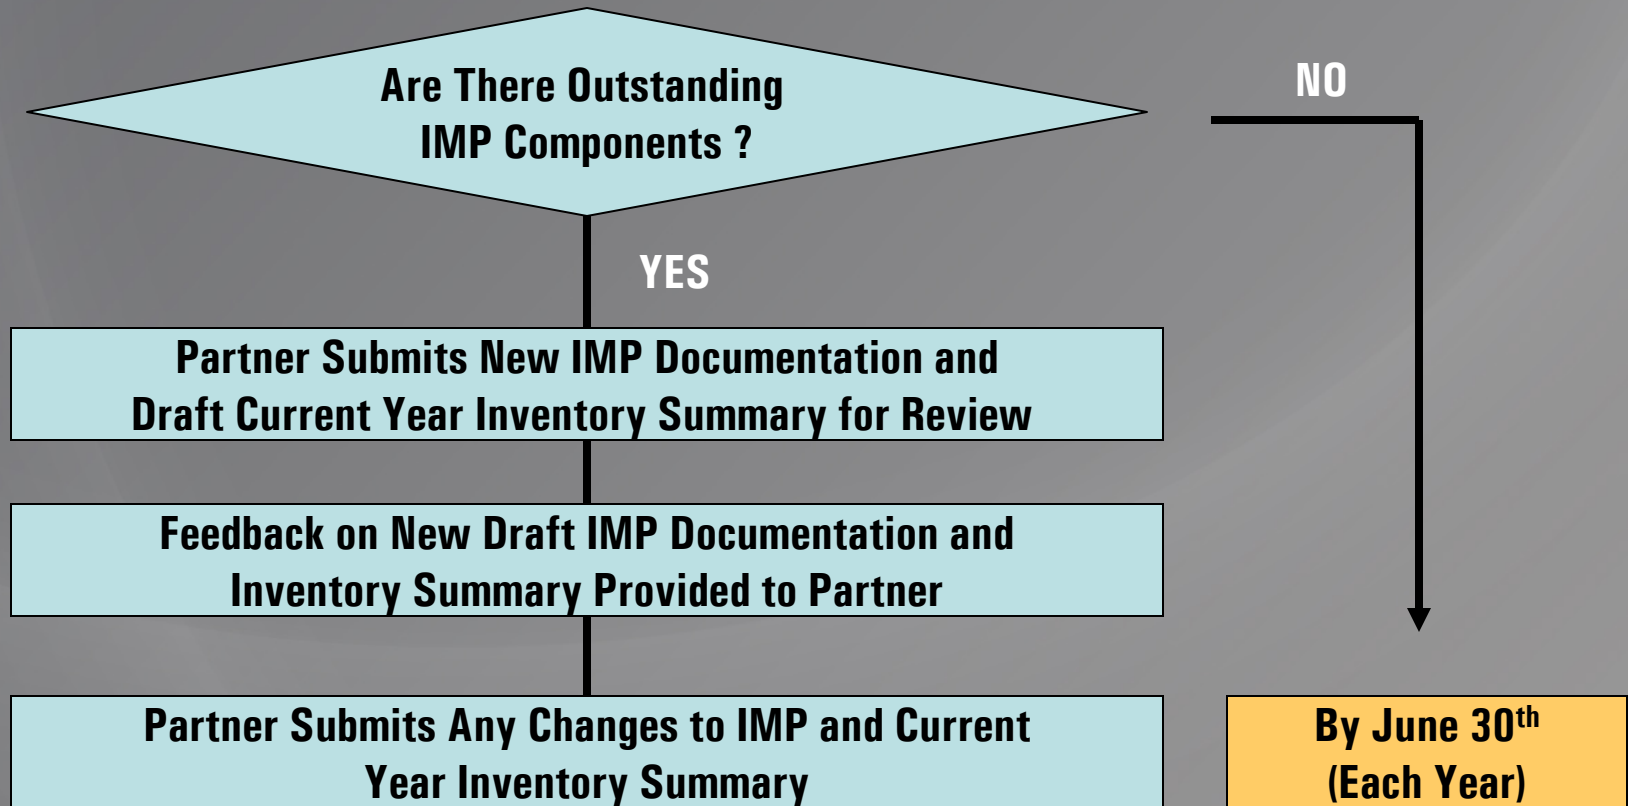 Are There Outstanding
IMP Components ?
NO
YES
Partner Submits New IMP Documentation and
Draft Current Year Inventory Summary for Review
Feedback on New Draft IMP Documentation and
Inventory Summary Provided to Partner
Partner Submits Any Changes to IMP and Current
Year Inventory Summary
By June 30th
(Each Year)